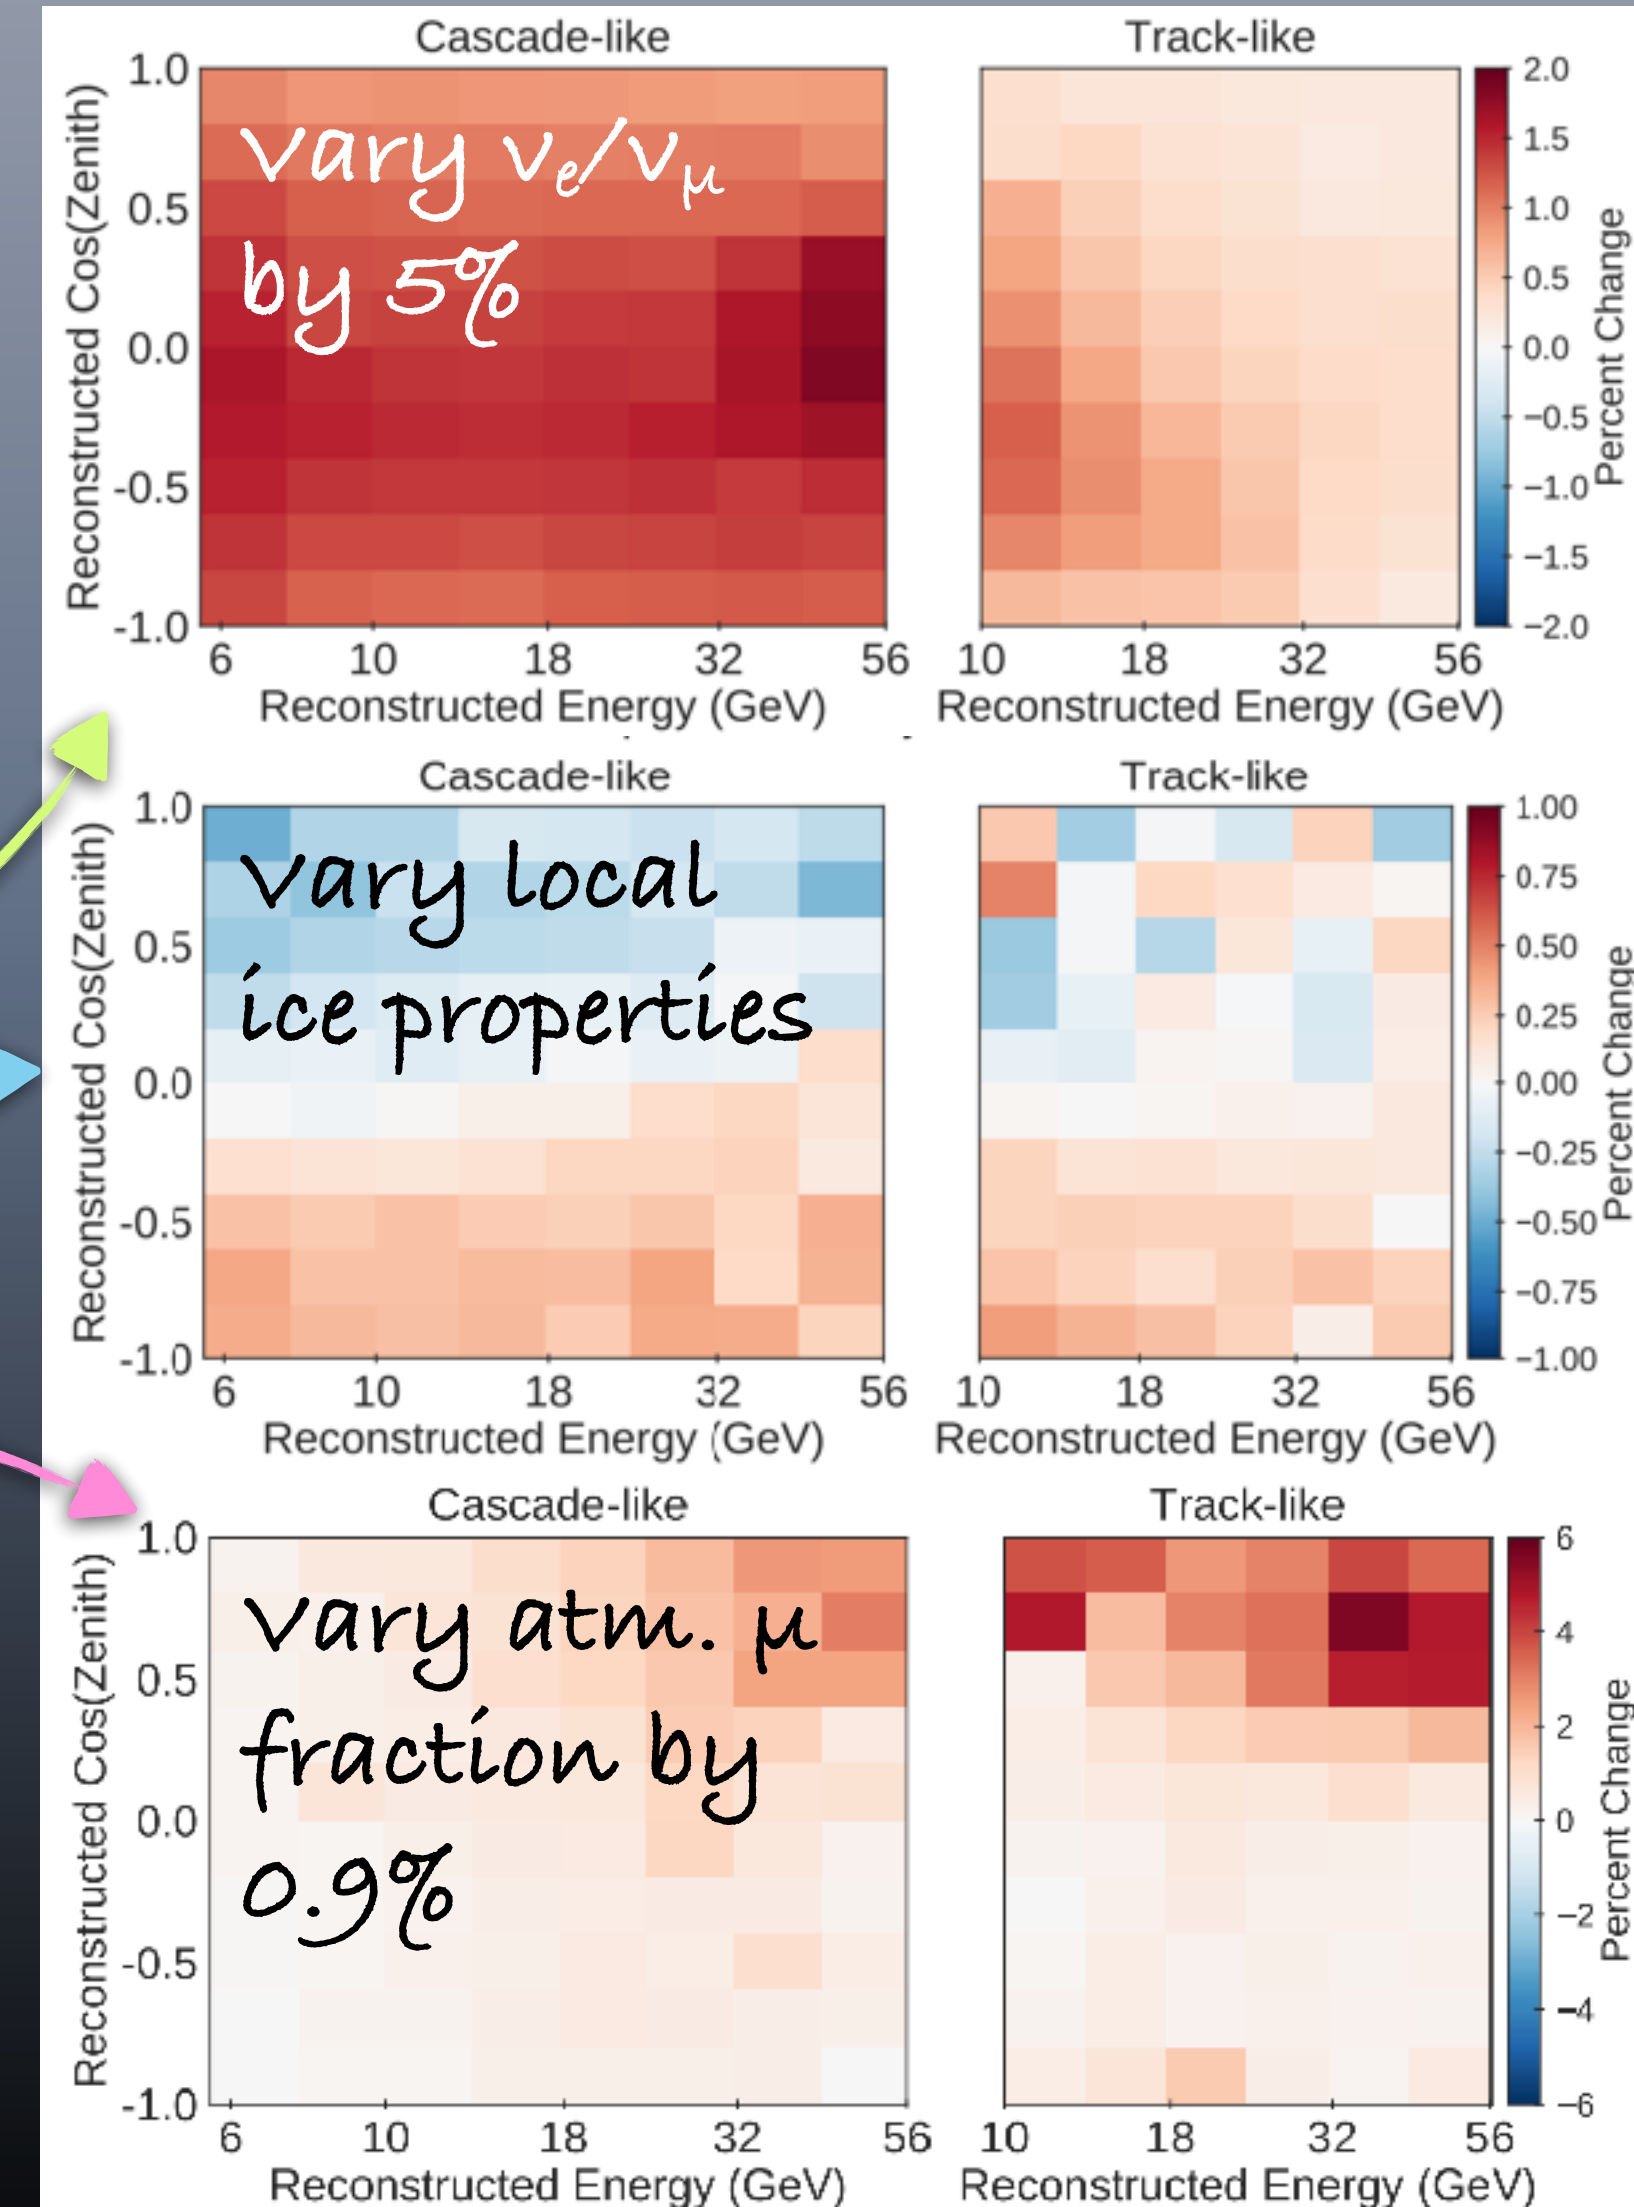 Cascade-like
Track-like
Vary νe/νμ
by 5%
1.0
0.5
0.0
-0.5
-1.0
Reconstructed Cos(Zenith)
6 10 18 32 56
Reconstructed Energy (GeV)
10 18 32 56
Reconstructed Energy (GeV)
2.0
1.5
1.0
0.5
0.0
−0.5
−1.0
−1.5
−2.0
Percent Change
Cascade-like
Track-like
Vary local
ice properties
1.0
0.5
0.0
-0.5
-1.0
Reconstructed Cos(Zenith)
6 10 18 32 56
Reconstructed Energy (GeV)
10 18 32 56
Reconstructed Energy (GeV)
1.00
0.75
0.50
0.25
0.00
−0.25
−0.50
−0.75
−1.00
Percent Change
Cascade-like
Track-like
Vary atm. μ
fraction by
0.9%
1.0
0.5
0.0
-0.5
-1.0
Reconstructed Cos(Zenith)
6 10 18 32 56
Reconstructed Energy (GeV)
10 18 32 56
Reconstructed Energy (GeV)
6
4
2
0
−2
−4
−6
Percent Change